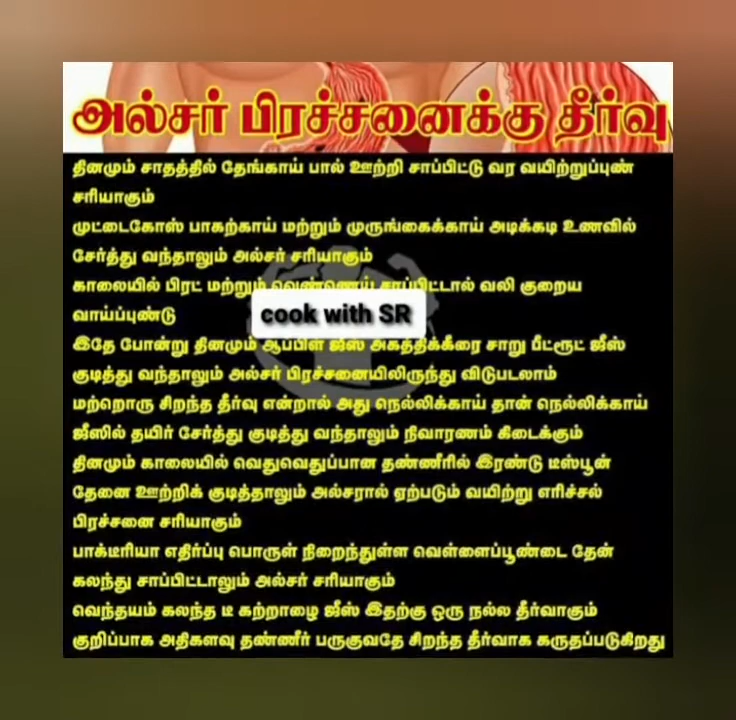 அல்சர் பிரச்சனைக்கு தீர்வு
தினமும் சாதத்தில் தேங்காய் பால் ஊற்றி சாப்பிட்டு வர வயிற்றுப்புண்
சரியாகும்
முட்டைகோஸ் பாகற்காய் மற்றும் முருங்கைக்காய் அடிக்கடி உணவில்
சேர்த்து வந்தாலும் அல்சர் சரியாகும்
காலையில் பிரட் மற்றும் வெண்ணெய் சாப்பிட்டால் வலி குறைய
வாய்ப்புண்டு
cook with SR
இதே போன்று தினமும் ஆப்பிள் ஜீஸ் அகத்திக்கீரை சாறு பீட்ரூட் ஜீஸ்
குடித்து வந்தாலும் அல்சர் பிரச்சனையிலிருந்து விடுபடலாம்
மற்றொரு சிறந்த தீர்வு என்றால் அது நெல்லிக்காய் தான் நெல்லிக்காய்
ஜீஸில் தயிர் சேர்த்து குடித்து வந்தாலும் நிவாரணம் கிடைக்கும்
தினமும் காலையில் வெதுவெதுப்பான தண்ணீரில் இரண்டு டீஸ்பூன்
தேனை ஊற்றிக் குடித்தாலும் அல்சரால் ஏற்படும் வயிற்று எரிச்சல்
பிரச்சனை சரியாகும்
பாக்டீரியா எதிர்ப்பு பொருள் நிறைந்துள்ள வெள்ளைப்பூண்டை தேன்
கலந்து சாப்பிட்டாலும் அல்சர் சரியாகும்
வெந்தயம் கலந்த டீ கற்றாழை ஜீஸ் இதற்கு ஒரு நல்ல தீர்வாகும்
குறிப்பாக அதிகளவு தண்ணீர் பருகுவதே சிறந்த தீர்வாக கருதப்படுகிறது